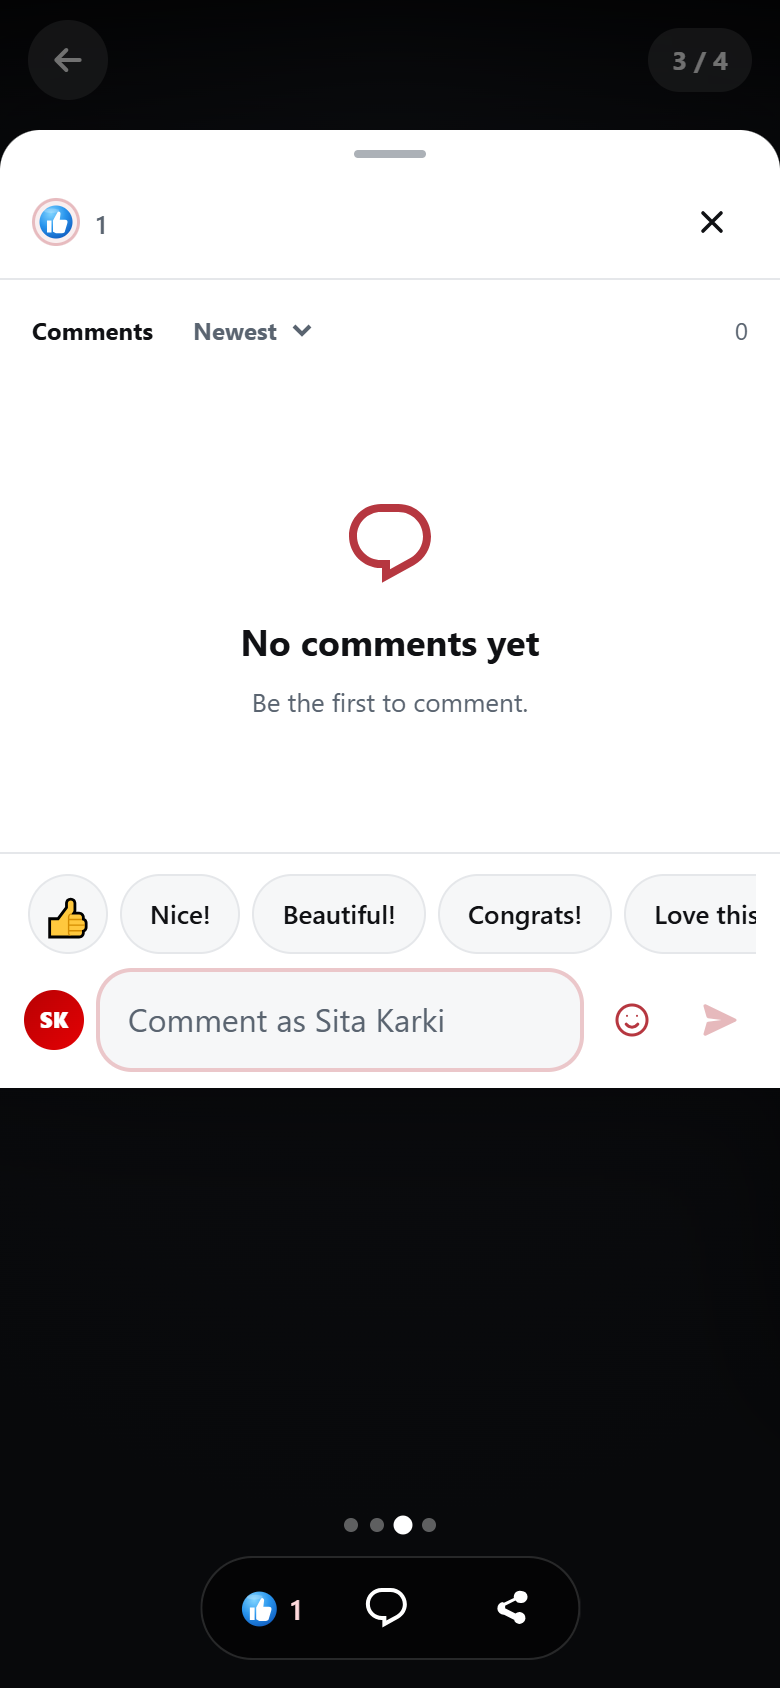 3 / 4
1
Comments Newest 0
No comments yet
Be the first to comment.
Nice! Beautiful! Congrats! Love this
SK Comment as Sita Karki
1